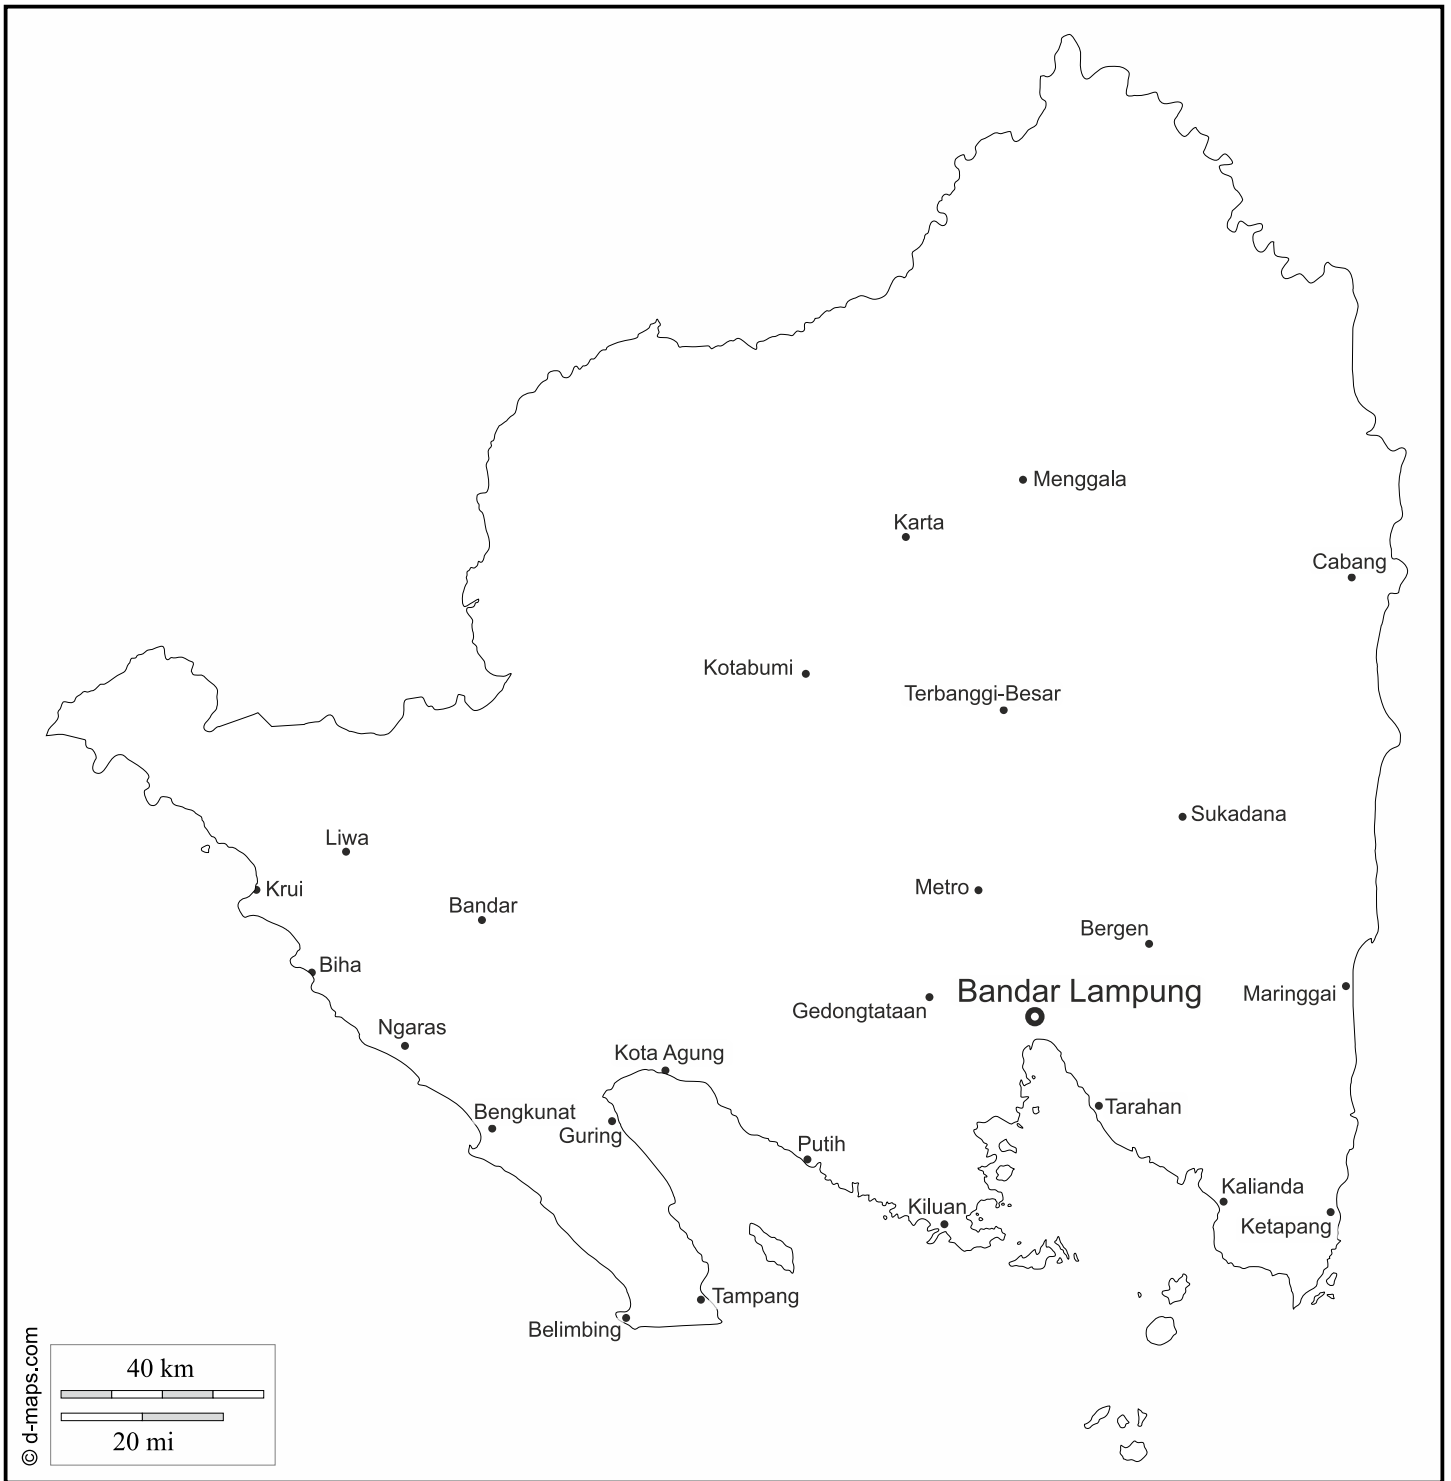 Menggala
Karta
Cabang
Kotabumi
Terbanggi-Besar
Sukadana
Liwa
Krui
Metro
Bandar
Bergen
Biha
Bandar Lampung
Maringgai
Gedongtataan
Ngaras
Kota Agung
Bengkunat
Tarahan
Guring
Putih
Kalianda
Kiluan
Ketapang
Tampang
Belimbing
40 km
20 mi
© d-maps.com